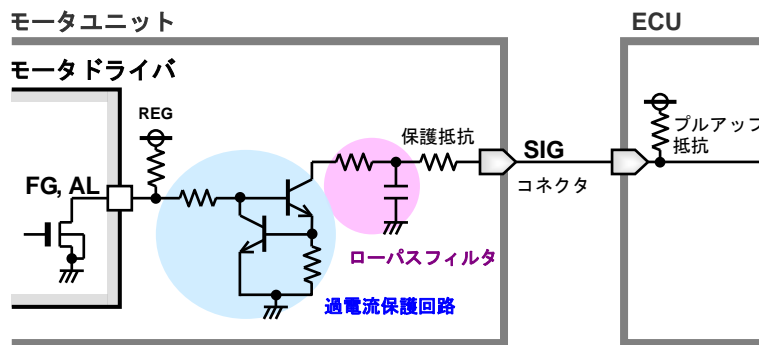 モータユニット
ECU
モータドライバ
REG
FG, AL
保護抵抗
SIG
コネクタ
プルアップ
抵抗
ローパスフィルタ
過電流保護回路